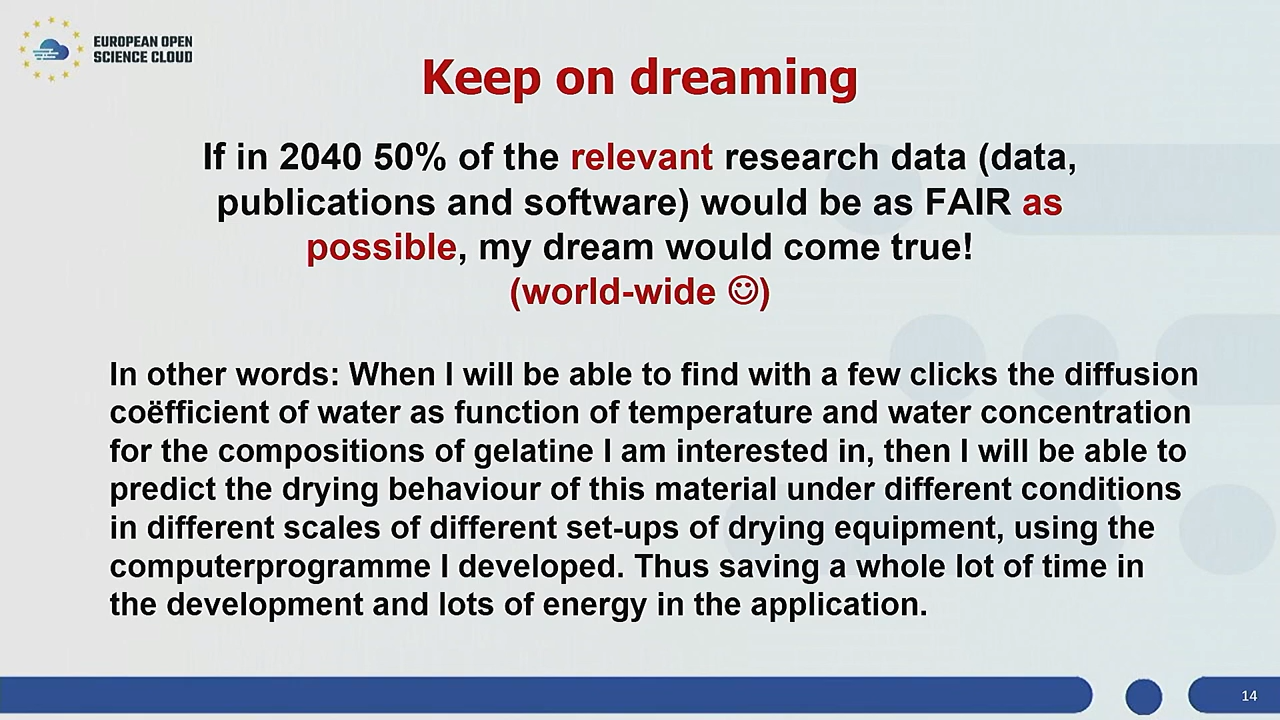 EUROPEAN OPEN
SCIENCE CLOUD
Keep on dreaming
If in 2040 50% of the relevant research data (data,
publications and software) would be as FAIR as
possible, my dream would come true!
(world-wide ☺)
In other words: When I will be able to find with a few clicks the diffusion
coëfficient of water as function of temperature and water concentration
for the compositions of gelatine I am interested in, then I will be able to
predict the drying behaviour of this material under different conditions
in different scales of different set-ups of drying equipment, using the
computerprogramme I developed. Thus saving a whole lot of time in
the development and lots of energy in the application.
14